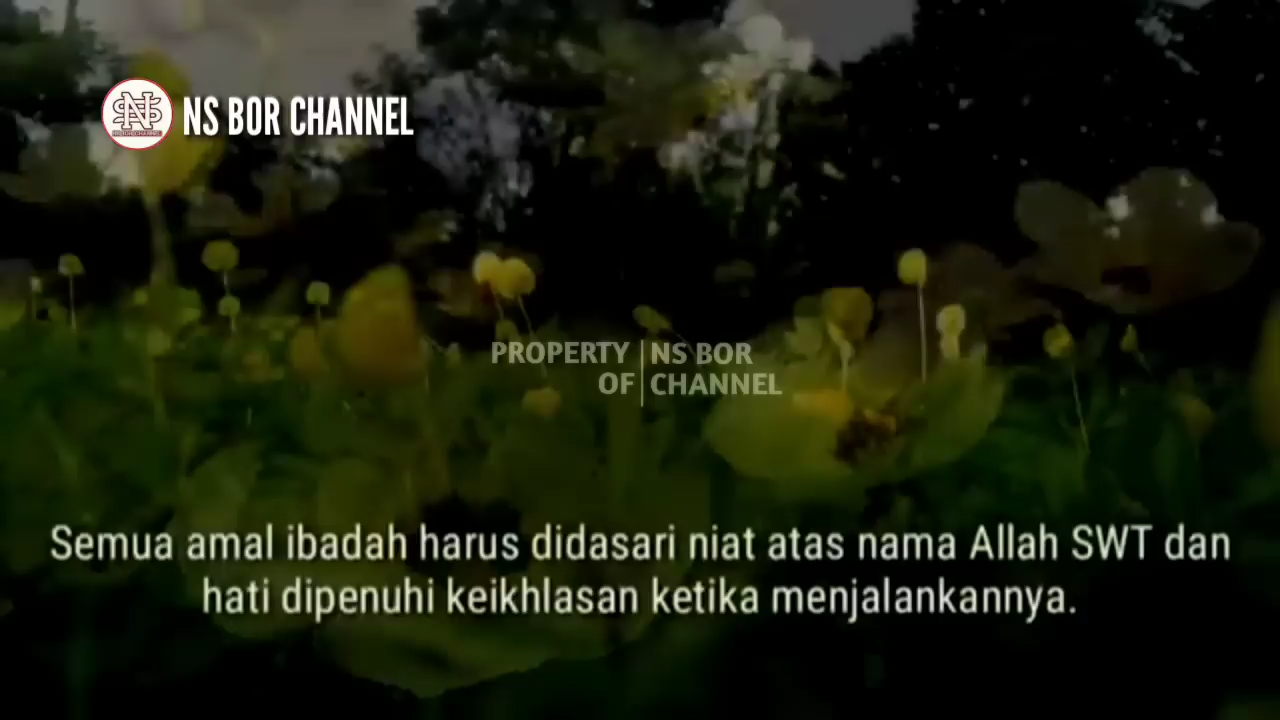 NS BOR CHANNEL
PROPERTY OF
NS BOR CHANNEL
Semua amal ibadah harus didasari niat atas nama Allah SWT dan
hati dipenuhi keikhlasan ketika menjalankannya.